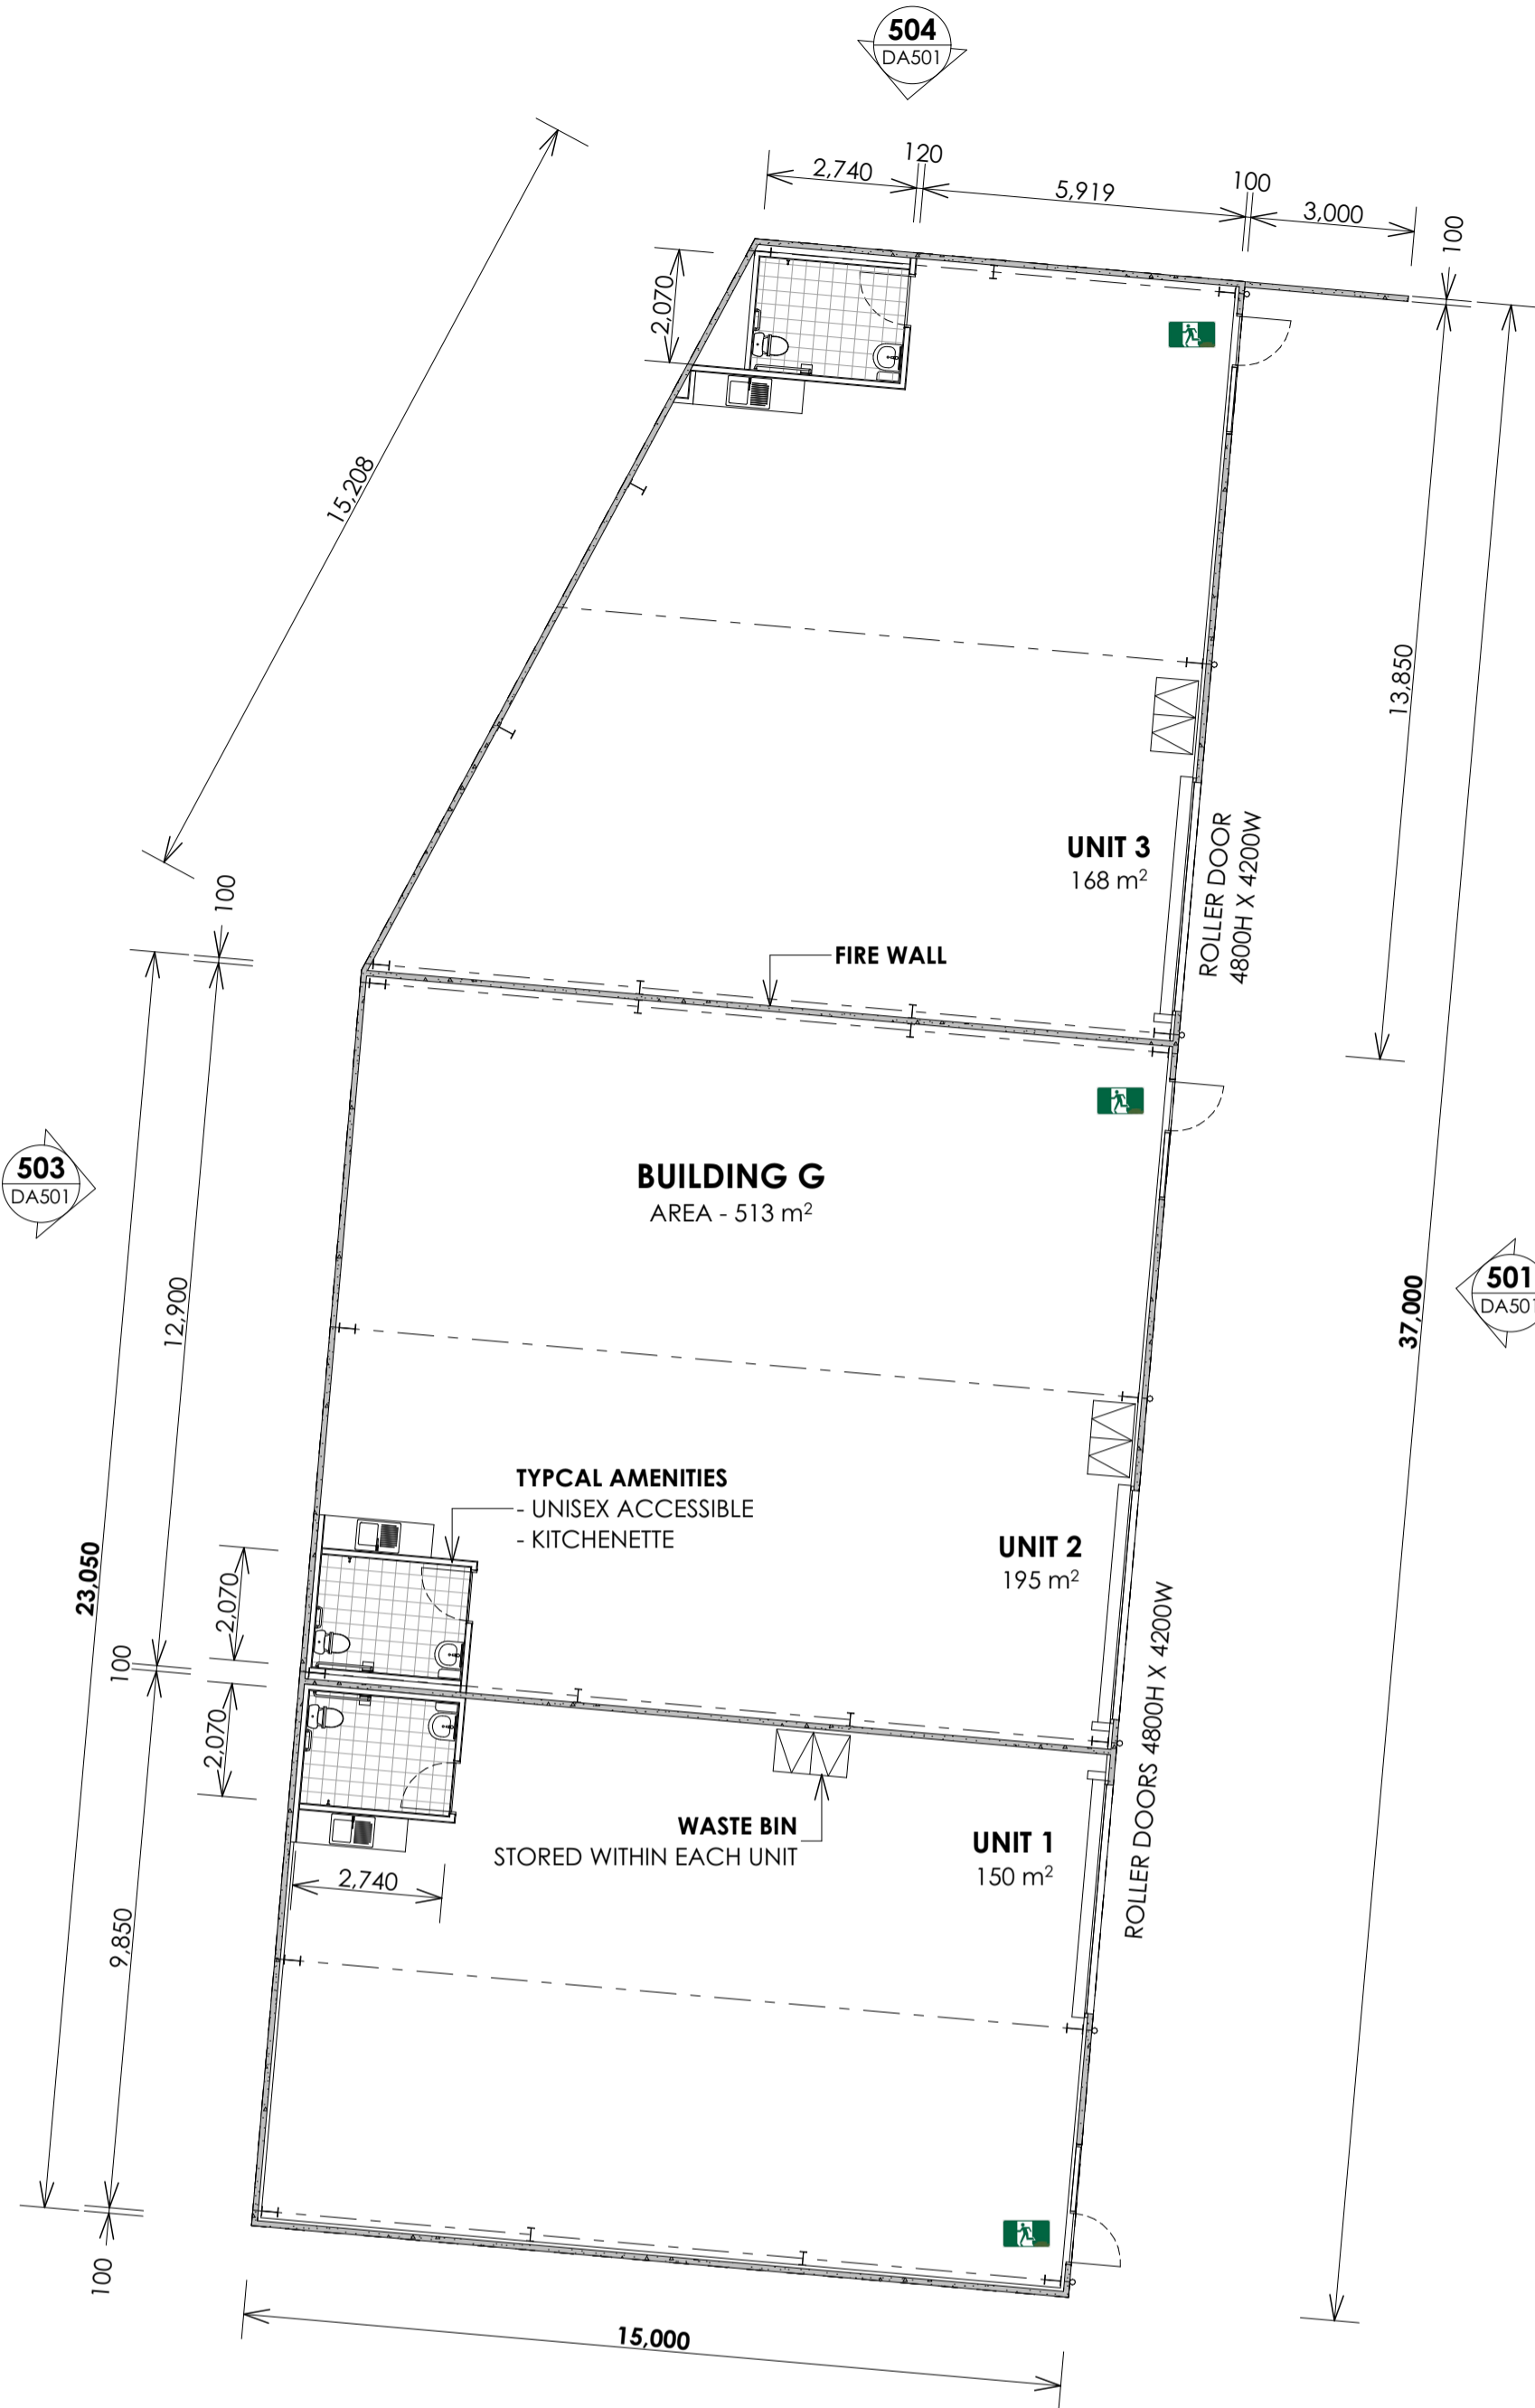 504
DA501
2,740
120
5,919
100
3,000
100
2,070
15,208
13,850
UNIT 3
168 m²
ROLLER DOOR
4800H X 4200W
100
FIRE WALL
503
DA501
BUILDING G
AREA - 513 m²
501
DA501
37,000
12,900
TYPCAL AMENITIES
- UNISEX ACCESSIBLE
- KITCHENETTE
UNIT 2
195 m²
23,050
2,070
100
2,070
ROLLER DOORS 4800H X 4200W
WASTE BIN
STORED WITHIN EACH UNIT
UNIT 1
150 m²
2,740
9,850
100
15,000